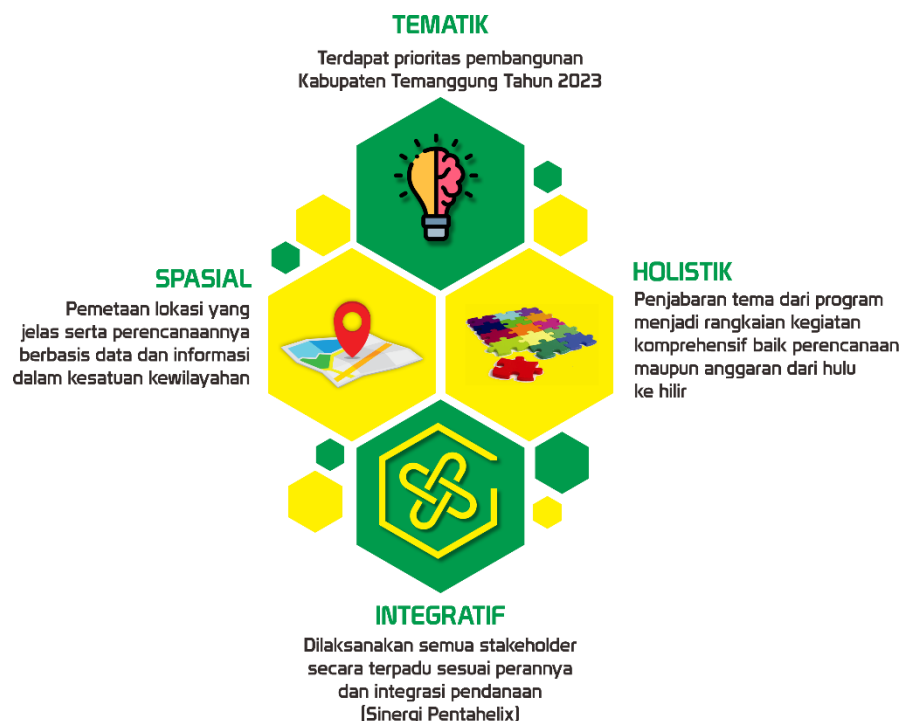 TEMATIK
Terdapat prioritas pembangunan
Kabupaten Temanggung Tahun 2023
SPASIAL
Pemetaan lokasi yang
jelas serta perencanaannya
berbasis data dan informasi
dalam kesatuan kewilayahan
HOLISTIK
Penjabaran tema dari program
menjadi rangkaian kegiatan
komprehensif baik perencanaan
maupun anggaran dari hulu
ke hilir
INTEGRATIF
Dilaksanakan semua stakeholder
secara terpadu sesuai perannya
dan integrasi pendanaan
(Sinergi Pentahelix)